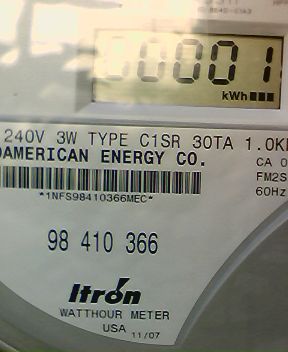 00001
kWh
240V 3W TYPE C1SR 30TA 1.0K
OAMERICAN ENERGY CO.
CA 0
*1NFS98410366MEC*
FM2S
60Hz
98 410 366
Itron
WATTHOUR METER
USA 11/07